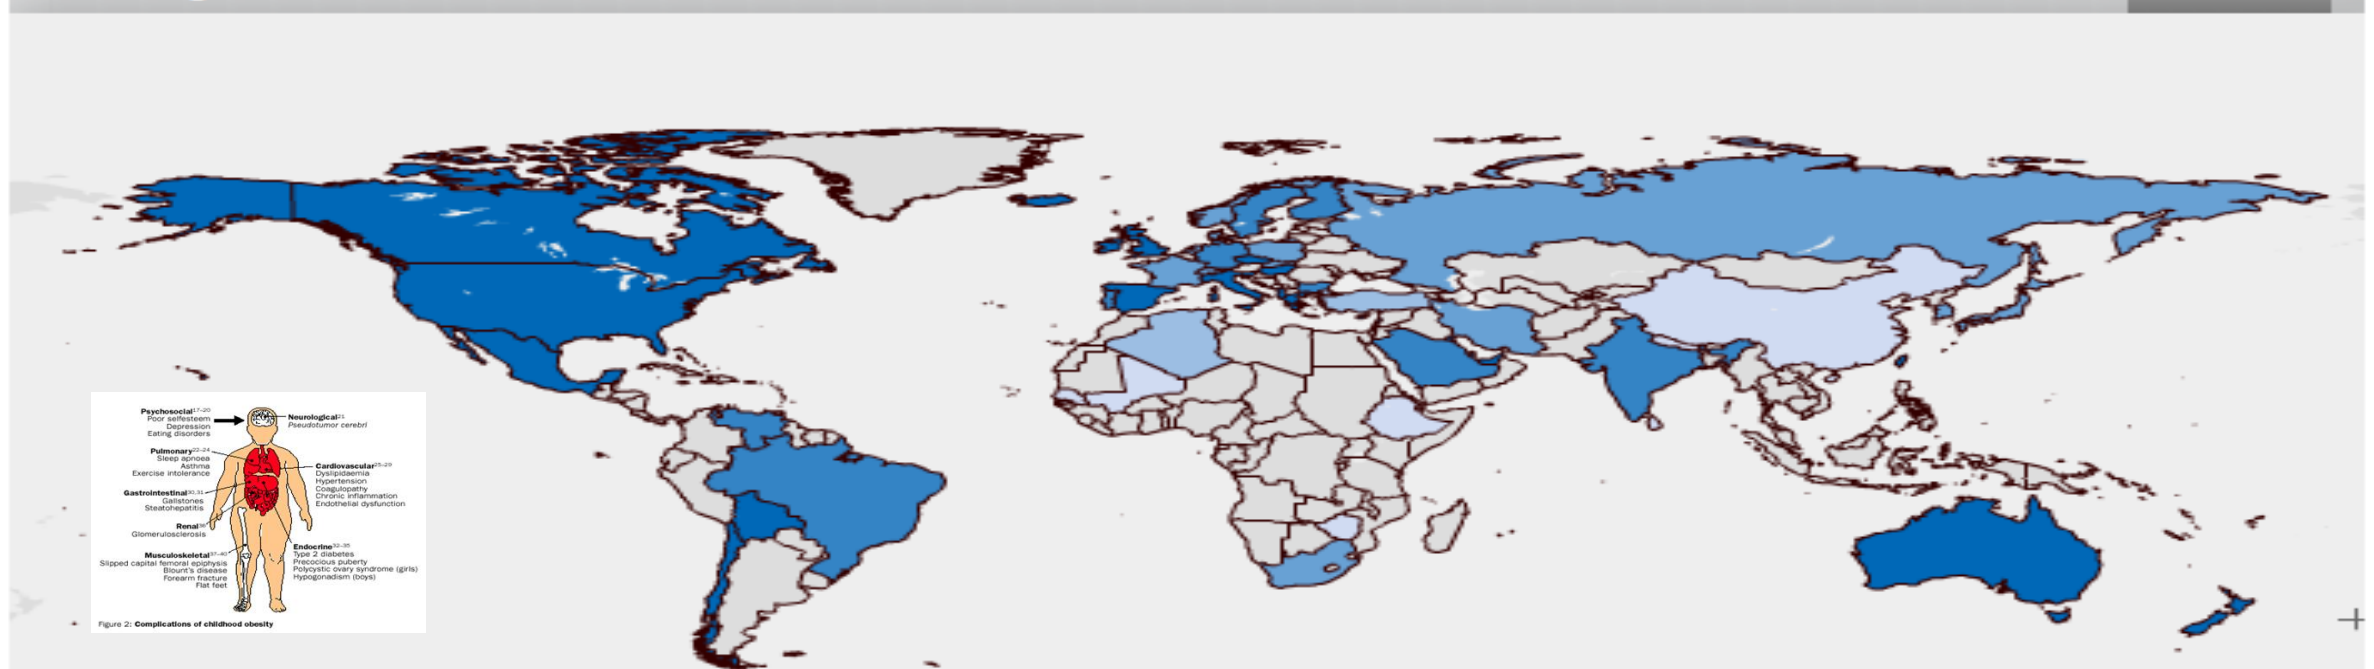 Psychosocial17–20
Poor selfesteem
Depression
Eating disorders
Neurological21
Pseudotumor cerebri
Pulmonary22–24
Sleep apnoea
Asthma
Exercise intolerance
Cardiovascular25–29
Dyslipidaemia
Hypertension
Coagulopathy
Chronic inflammation
Endothelial dysfunction
Gastrointestinal30,31
Gallstones
Steatohepatitis
Renal36
Glomerulosclerosis
Musculoskeletal37–40
Slipped capital femoral epiphysis
Blount's disease
Forearm fracture
Flat feet
Endocrine32–35
Type 2 diabetes
Precocious puberty
Polycystic ovary syndrome (girls)
Hypogonadism (boys)
Figure 2: Complications of childhood obesity